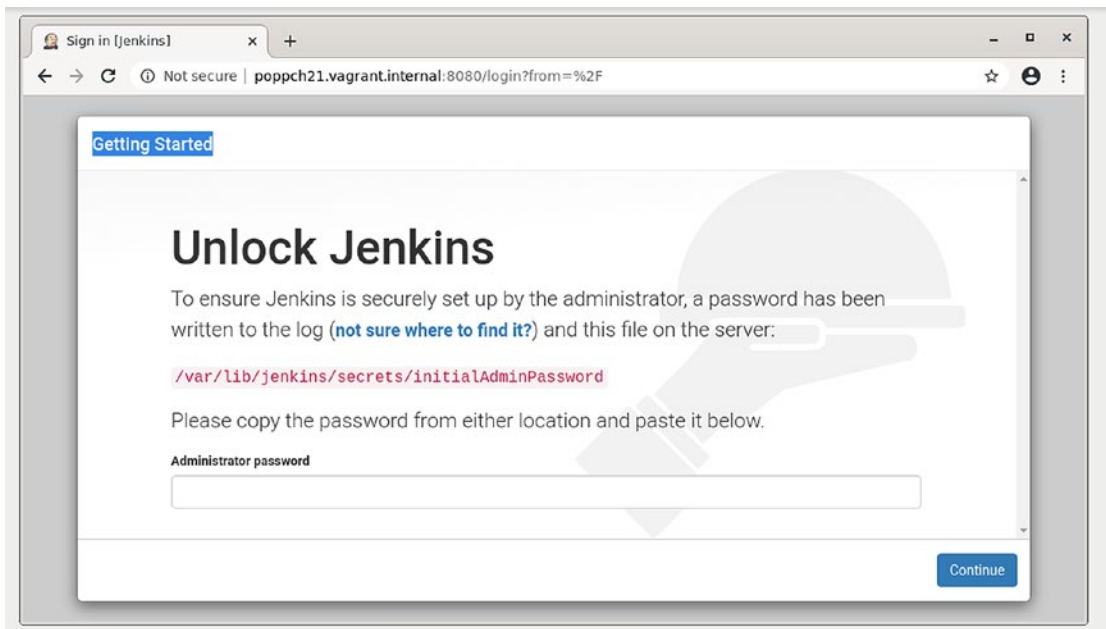 Sign in [Jenkins]
Not secure | poppch21.vagrant.internal:8080/login?from=%2F
Getting Started
Unlock Jenkins
To ensure Jenkins is securely set up by the administrator, a password has been
written to the log (not sure where to find it?) and this file on the server:
/var/lib/jenkins/secrets/initialAdminPassword
Please copy the password from either location and paste it below.
Administrator password
Continue